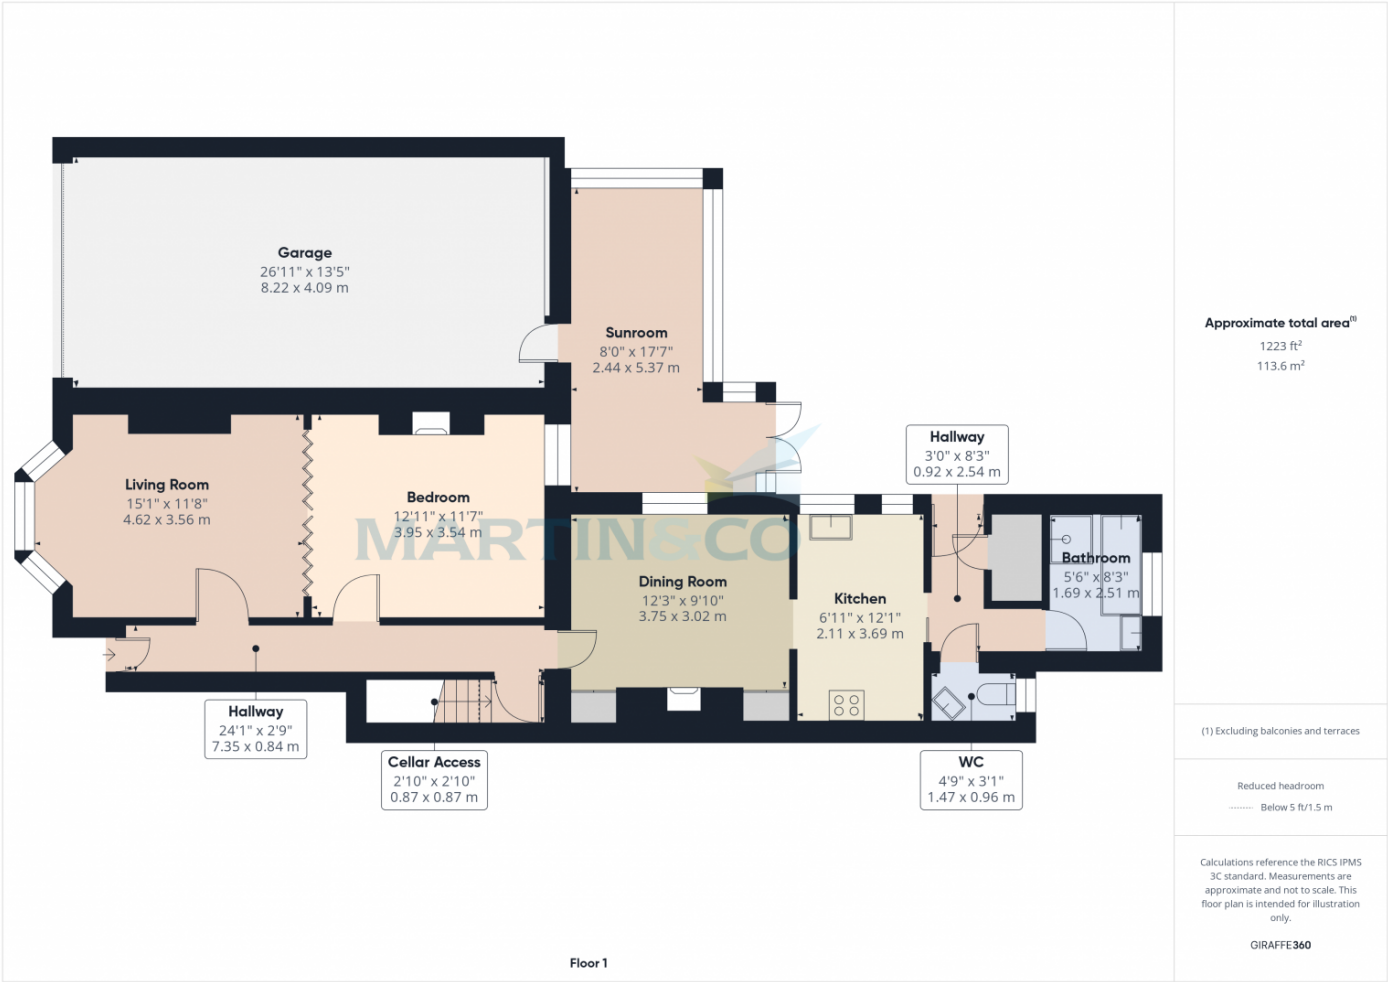 Garage
26'11" x 13'5"
8.22 x 4.09 m
Sunroom
8'0" x 17'7"
2.44 x 5.37 m
Living Room
15'1" x 11'8"
4.62 x 3.56 m
Bedroom
12'11" x 11'7"
3.95 x 3.54 m
MARTIN&CO
Hallway
3'0" x 8'3"
0.92 x 2.54 m
Dining Room
12'3" x 9'10"
3.75 x 3.02 m
Kitchen
6'11" x 12'1"
2.11 x 3.69 m
Bathroom
5'6" x 8'3"
1.69 x 2.51 m
Hallway
24'1" x 2'9"
7.35 x 0.84 m
Cellar Access
2'10" x 2'10"
0.87 x 0.87 m
WC
4'9" x 3'1"
1.47 x 0.96 m
Floor 1
Approximate total area(1)
1223 ft²
113.6 m²
(1) Excluding balconies and terraces
Reduced headroom
Below 5 ft/1.5 m
Calculations reference the RICS IPMS
3C standard. Measurements are
approximate and not to scale. This
floor plan is intended for illustration
only.
GIRAFFE360